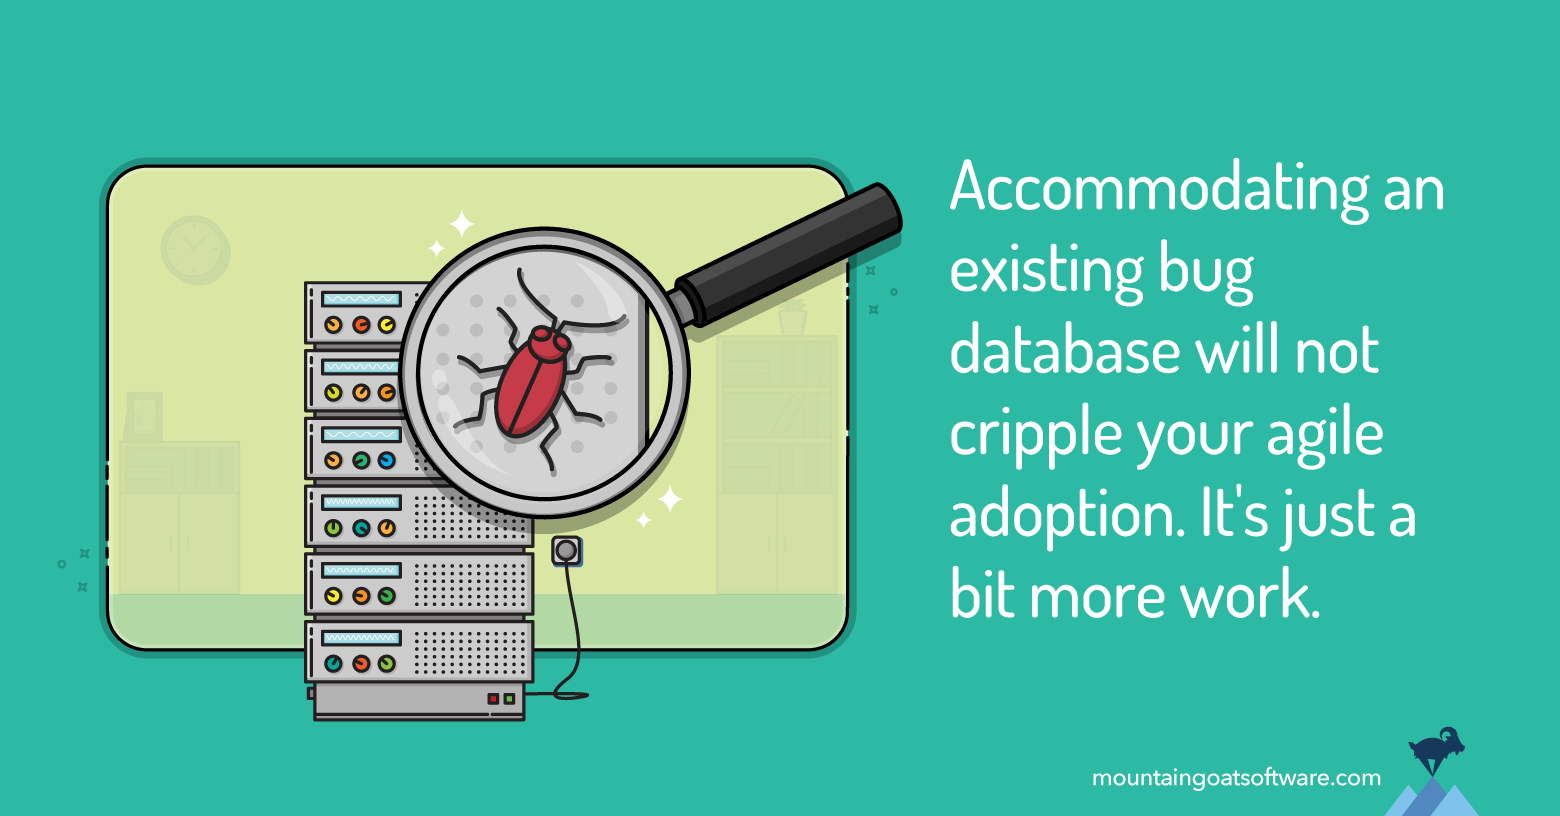 Accommodating an
existing bug
database will not
cripple your agile
adoption. It's just a
bit more work.
mountaingoatsoftware.com